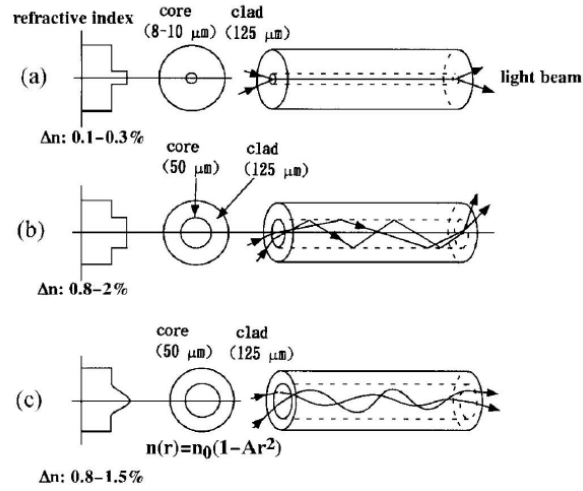 refractive index
core
(8-10 μm)
clad
(125 μm)
(a)
light beam
Δn: 0.1-0.3%
core
(50 μm)
clad
(125 μm)
(b)
Δn: 0.8-2%
core
(50 μm)
clad
(125 μm)
(c)
n(r)=n₀(1-Ar²)
Δn: 0.8-1.5%